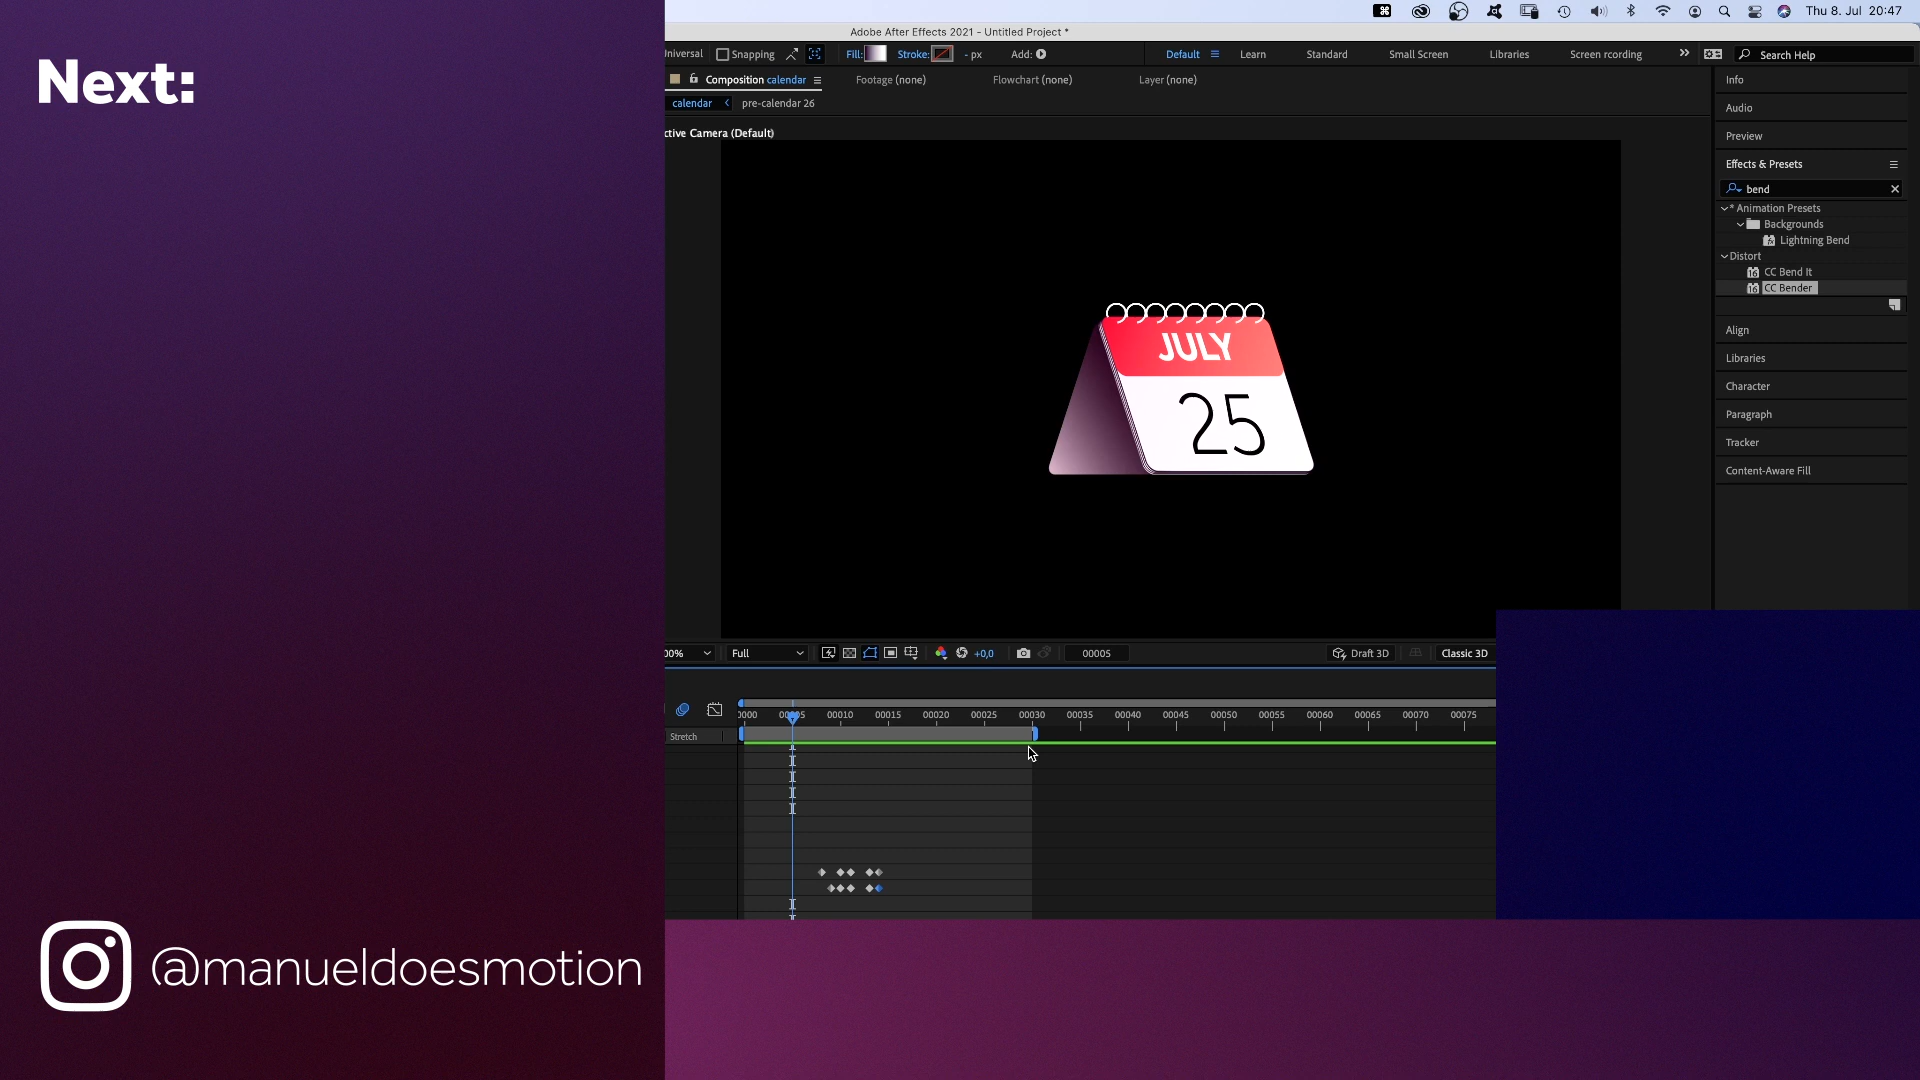 Next:
@manueldoesmotion
Thu 8. Jul 20:47
Adobe After Effects 2021 - Untitled Project *
Snapping
Fill:
Stroke:
- px
Add:
Default
Learn
Standard
Small Screen
Libraries
Screen rcording
Search Help
Composition calendar
Footage (none)
Flowchart (none)
Layer (none)
calendar
pre-calendar 26
Camera (Default)
JULY
25
Info
Audio
Preview
Effects & Presets
bend
* Animation Presets
Backgrounds
Lightning Bend
Distort
CC Bend It
CC Bender
Align
Libraries
Character
Paragraph
Tracker
Content-Aware Fill
Full
+0,0
00005
Draft 3D
Classic 3D
00010
00015
00020
00025
00030
00035
00040
00045
00050
00055
00060
00065
00070
00075
Stretch